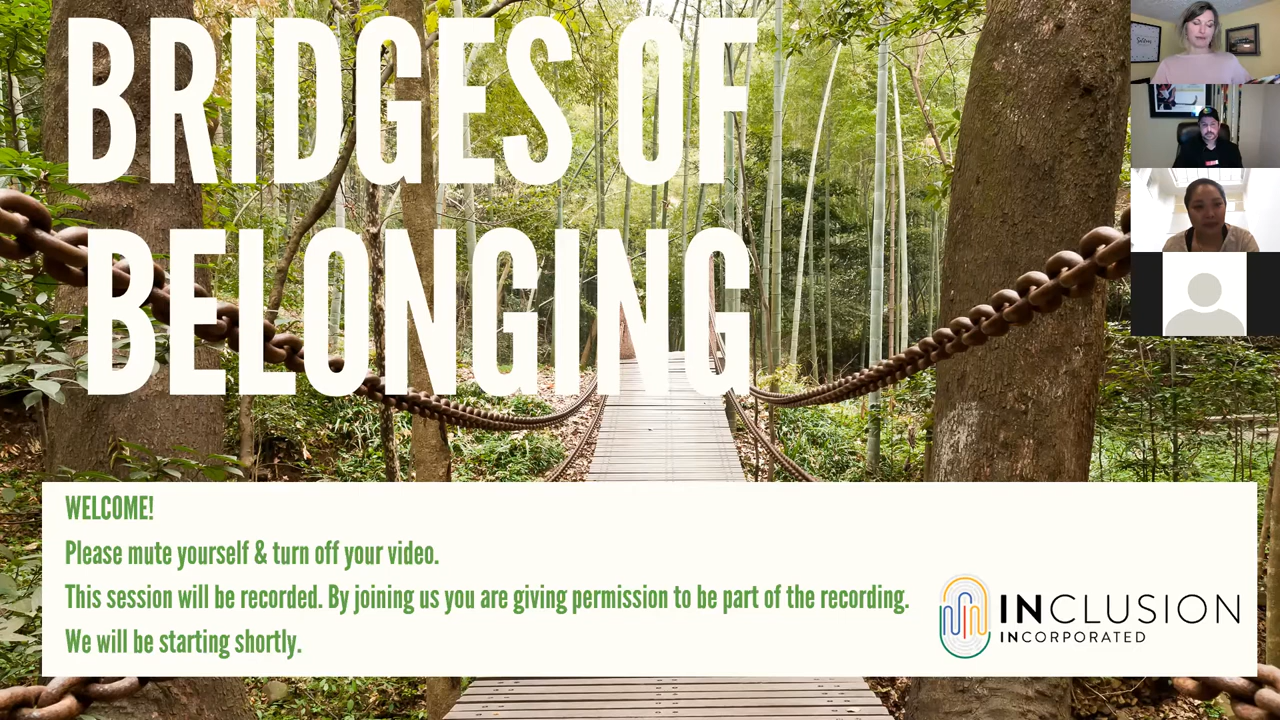 BRIDGES OF
BELONGING
WELCOME!
Please mute yourself & turn off your video.
This session will be recorded. By joining us you are giving permission to be part of the recording.
We will be starting shortly.
INCLUSION
INCORPORATED